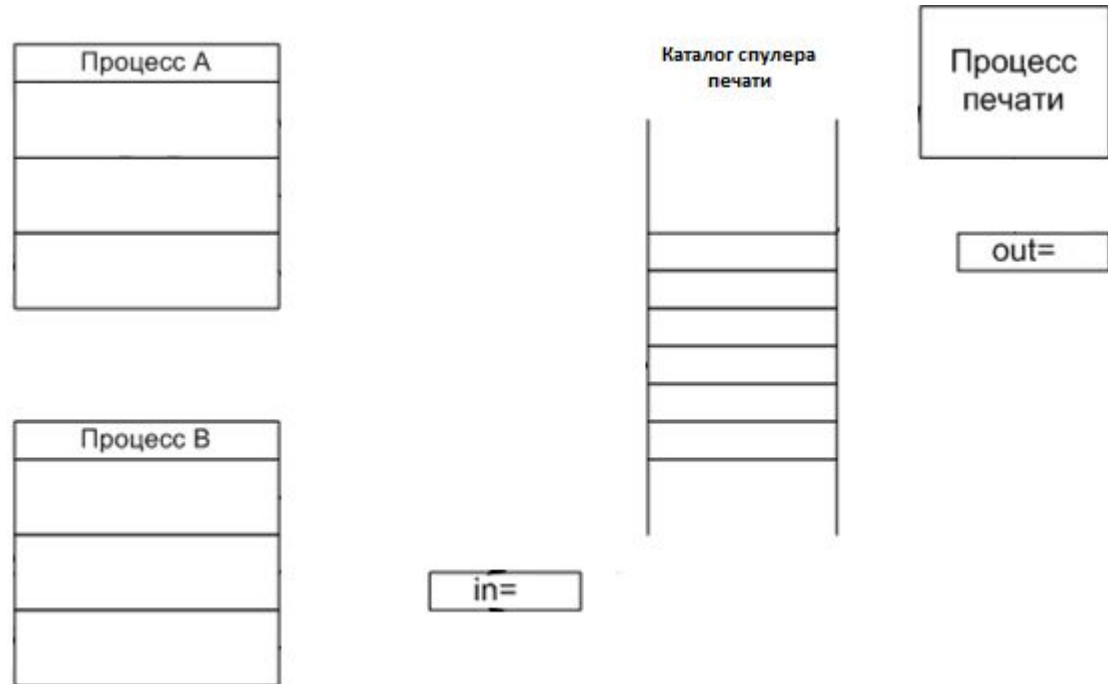 Процесс А
Каталог спулера
печати
Процесс
печати
out=
Процесс В
in=